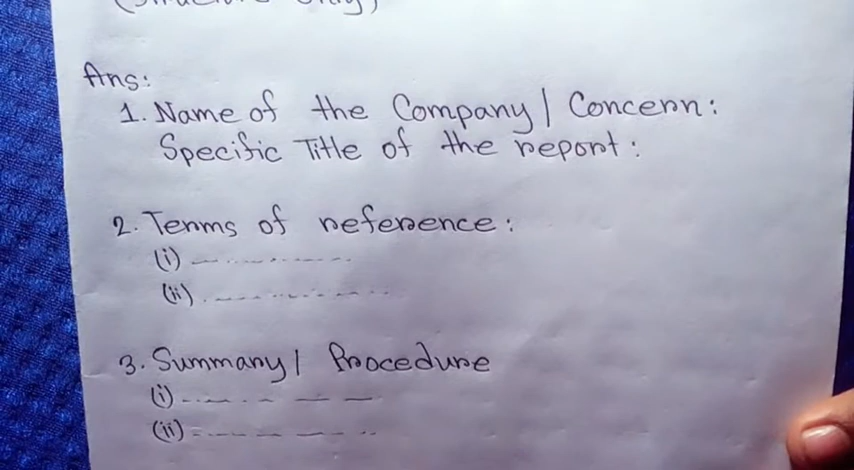 Ans:
1. Name of the Company/ Concern:
Specific Title of the report:
2. Terms of reference:
(i) ------------
(ii) ------------
3. Summary/ Procedure
(i) ------------
(ii) ------------